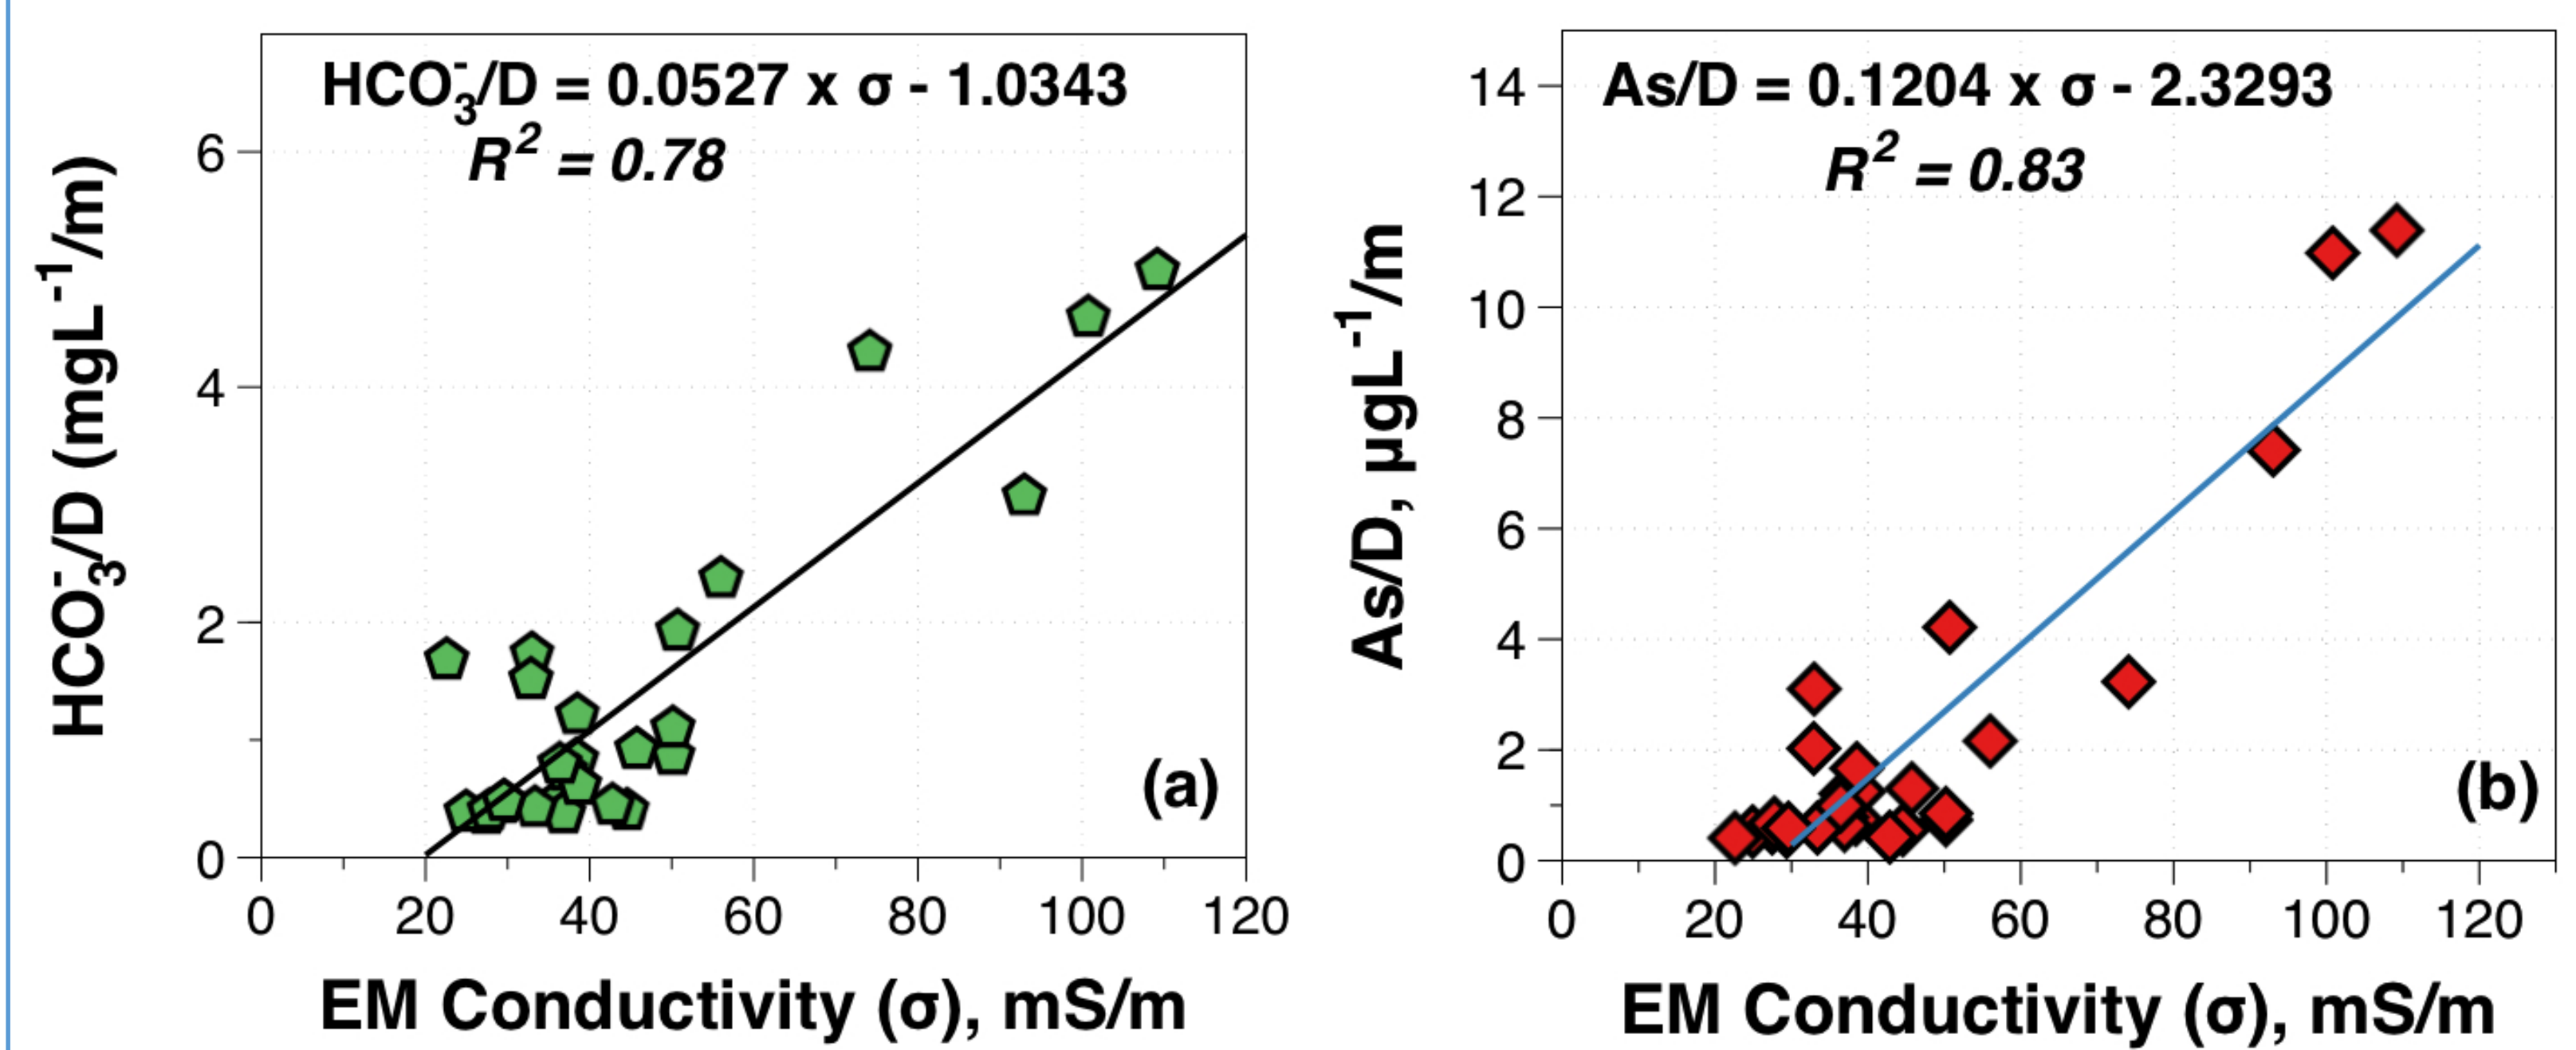 HCO₃⁻/D = 0.0527 x σ - 1.0343
R² = 0.78
HCO₃⁻/D (mgL⁻¹/m)
6
4
2
0
0 20 40 60 80 100 120
(a)
EM Conductivity (σ), mS/m
As/D = 0.1204 x σ - 2.3293
R² = 0.83
As/D, µgL⁻¹/m
14
12
10
8
6
4
2
0
0 20 40 60 80 100 120
(b)
EM Conductivity (σ), mS/m